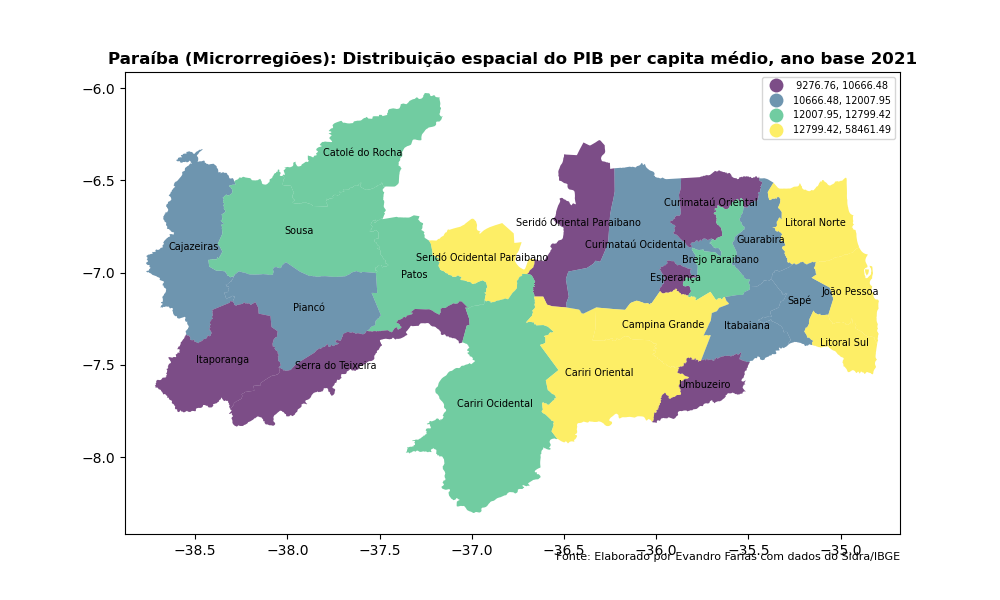 Paraíba (Microrregiões): Distribuição espacial do PIB per capita médio, ano base 2021
9276.76, 10666.48
10666.48, 12007.95
12007.95, 12799.42
12799.42, 58461.49
−6.0
−6.5
−7.0
−7.5
−8.0
Catolé do Rocha
Curimataú Oriental
Seridó Oriental Paraibano
Litoral Norte
Sousa
Guarabira
Curimataú Ocidental
Cajazeiras
Seridó Ocidental Paraibano
Brejo Paraibano
Patos
Esperança
João Pessoa
Sapé
Piancó
Campina Grande
Itabaiana
Litoral Sul
Itaporanga
Serra do Teixeira
Cariri Oriental
Umbuzeiro
Cariri Ocidental
−38.5 −38.0 −37.5 −37.0 −36.5 −36.0 −35.5 −35.0
Fonte: Elaborado por Evandro Farias com dados do Sidra/IBGE